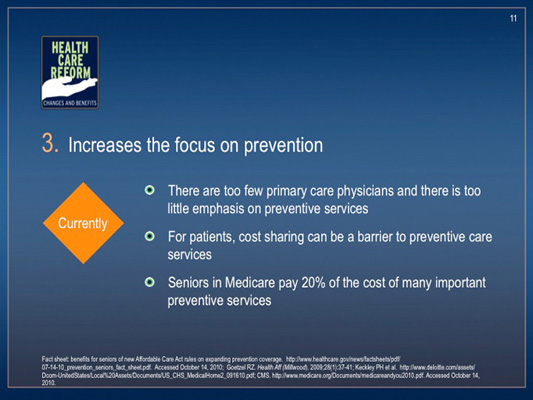 11
HEALTH
CARE
REFORM
CHANGES AND BENEFITS
3. Increases the focus on prevention
Currently
There are too few primary care physicians and there is too
little emphasis on preventive services
For patients, cost sharing can be a barrier to preventive care
services
Seniors in Medicare pay 20% of the cost of many important
preventive services
Fact sheet: benefits for seniors of new Affordable Care Act rules on expanding prevention coverage. http://www.healthcare.gov/news/factsheets/pdf/
07-14-10_prevention_seniors_fact_sheet.pdf. Accessed October 14, 2010; Goetzel RZ. Health Aff (Millwood). 2009;28(1):37-41; Keckley PH et al. http://www.deloitte.com/assets/
Dcom-UnitedStates/Local%20Assets/Documents/US_CHS_MedicalHome2_091610.pdf; CMS. http://www.medicare.org/Documents/medicareandyou2010.pdf. Accessed October 14,
2010.